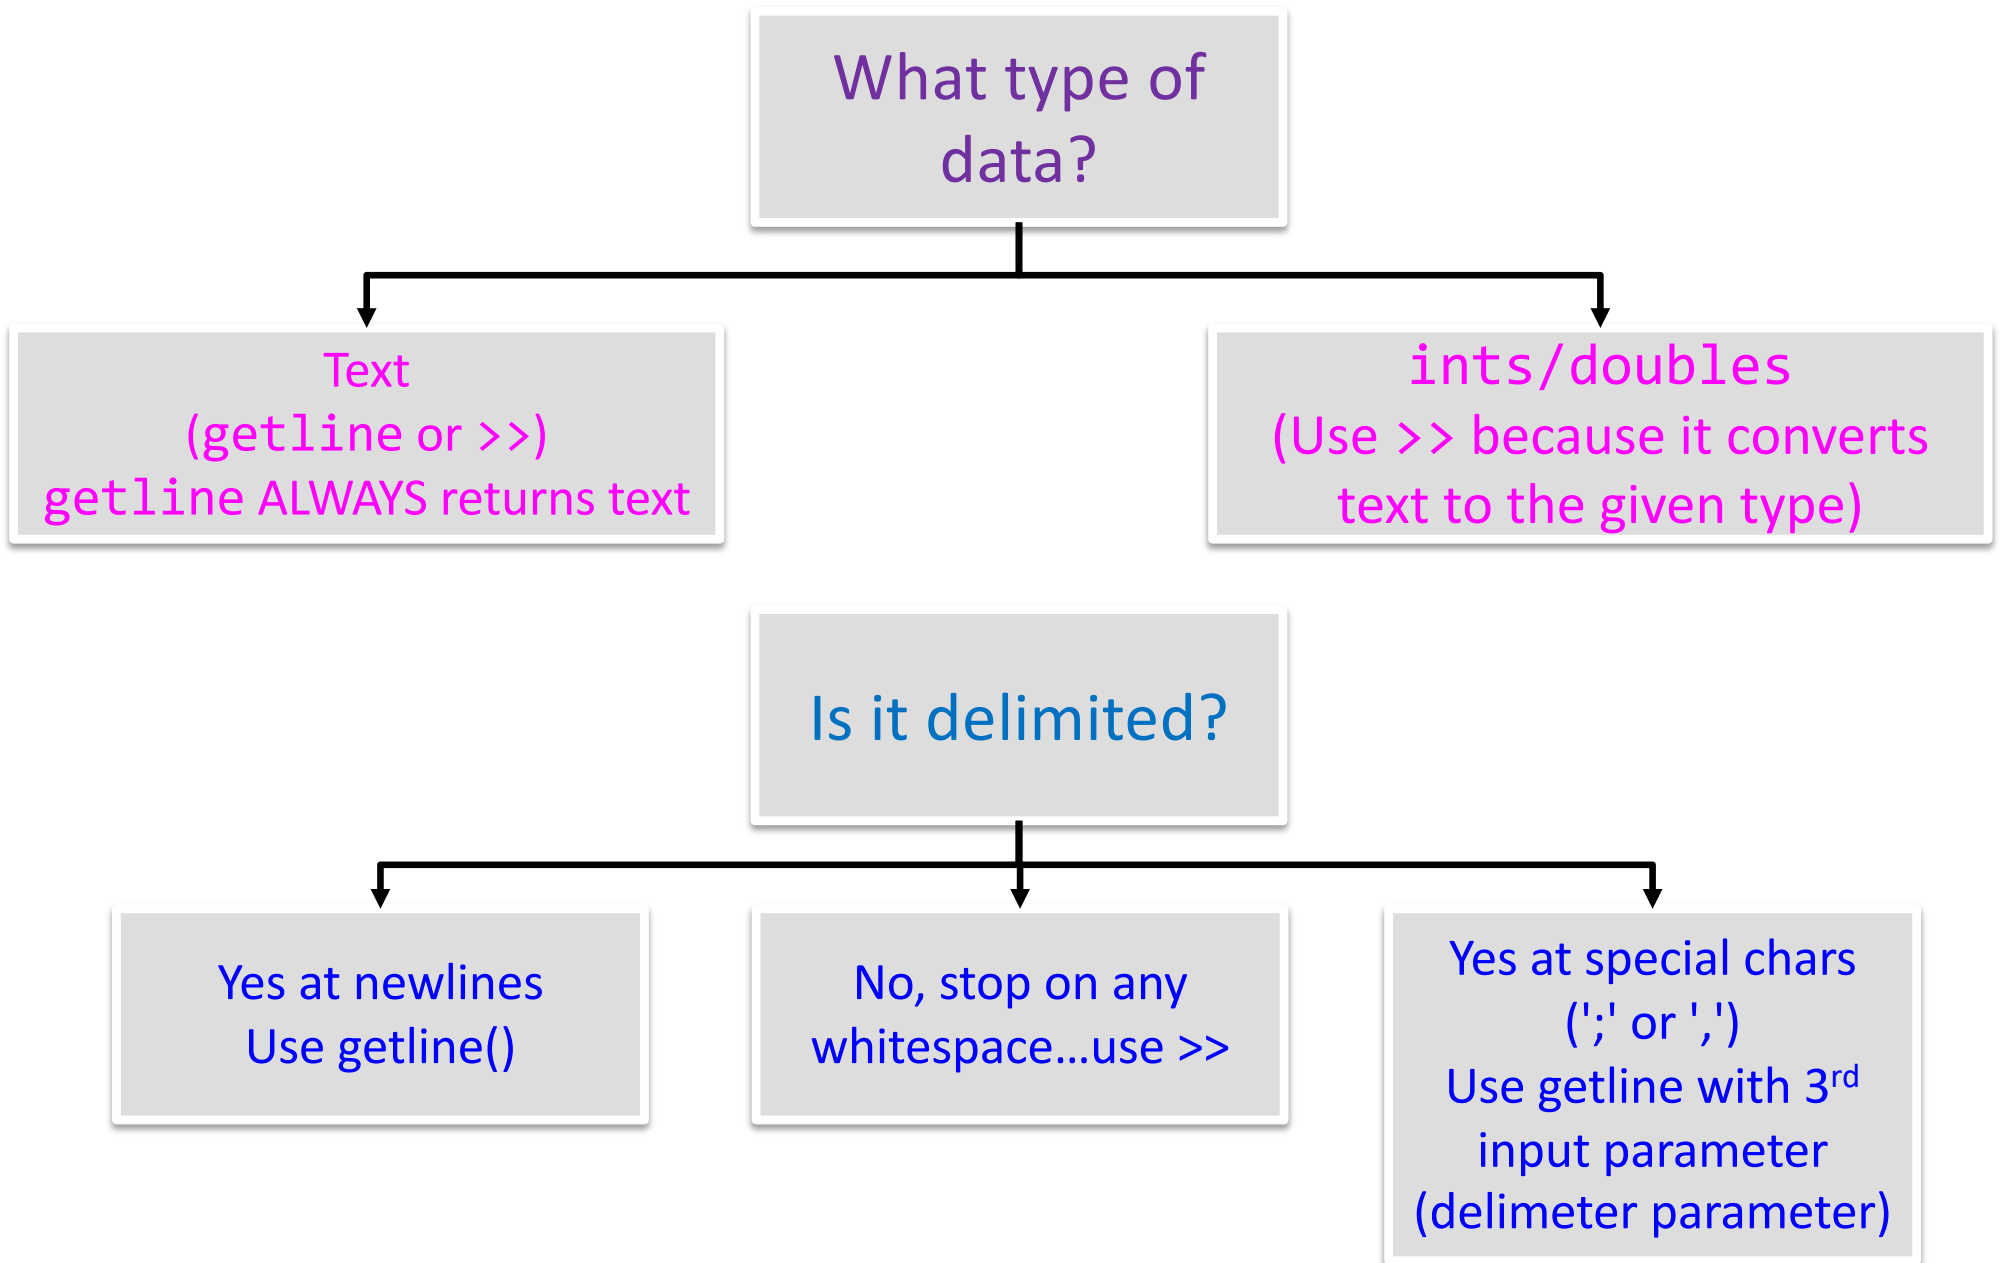 What type of
data?
Text
(getline or >>)
getline ALWAYS returns text
ints/doubles
(Use >> because it converts
text to the given type)
Is it delimited?
Yes at newlines
Use getline()
No, stop on any
whitespace…use >>
Yes at special chars
(';' or ',')
Use getline with 3rd
input parameter
(delimeter parameter)